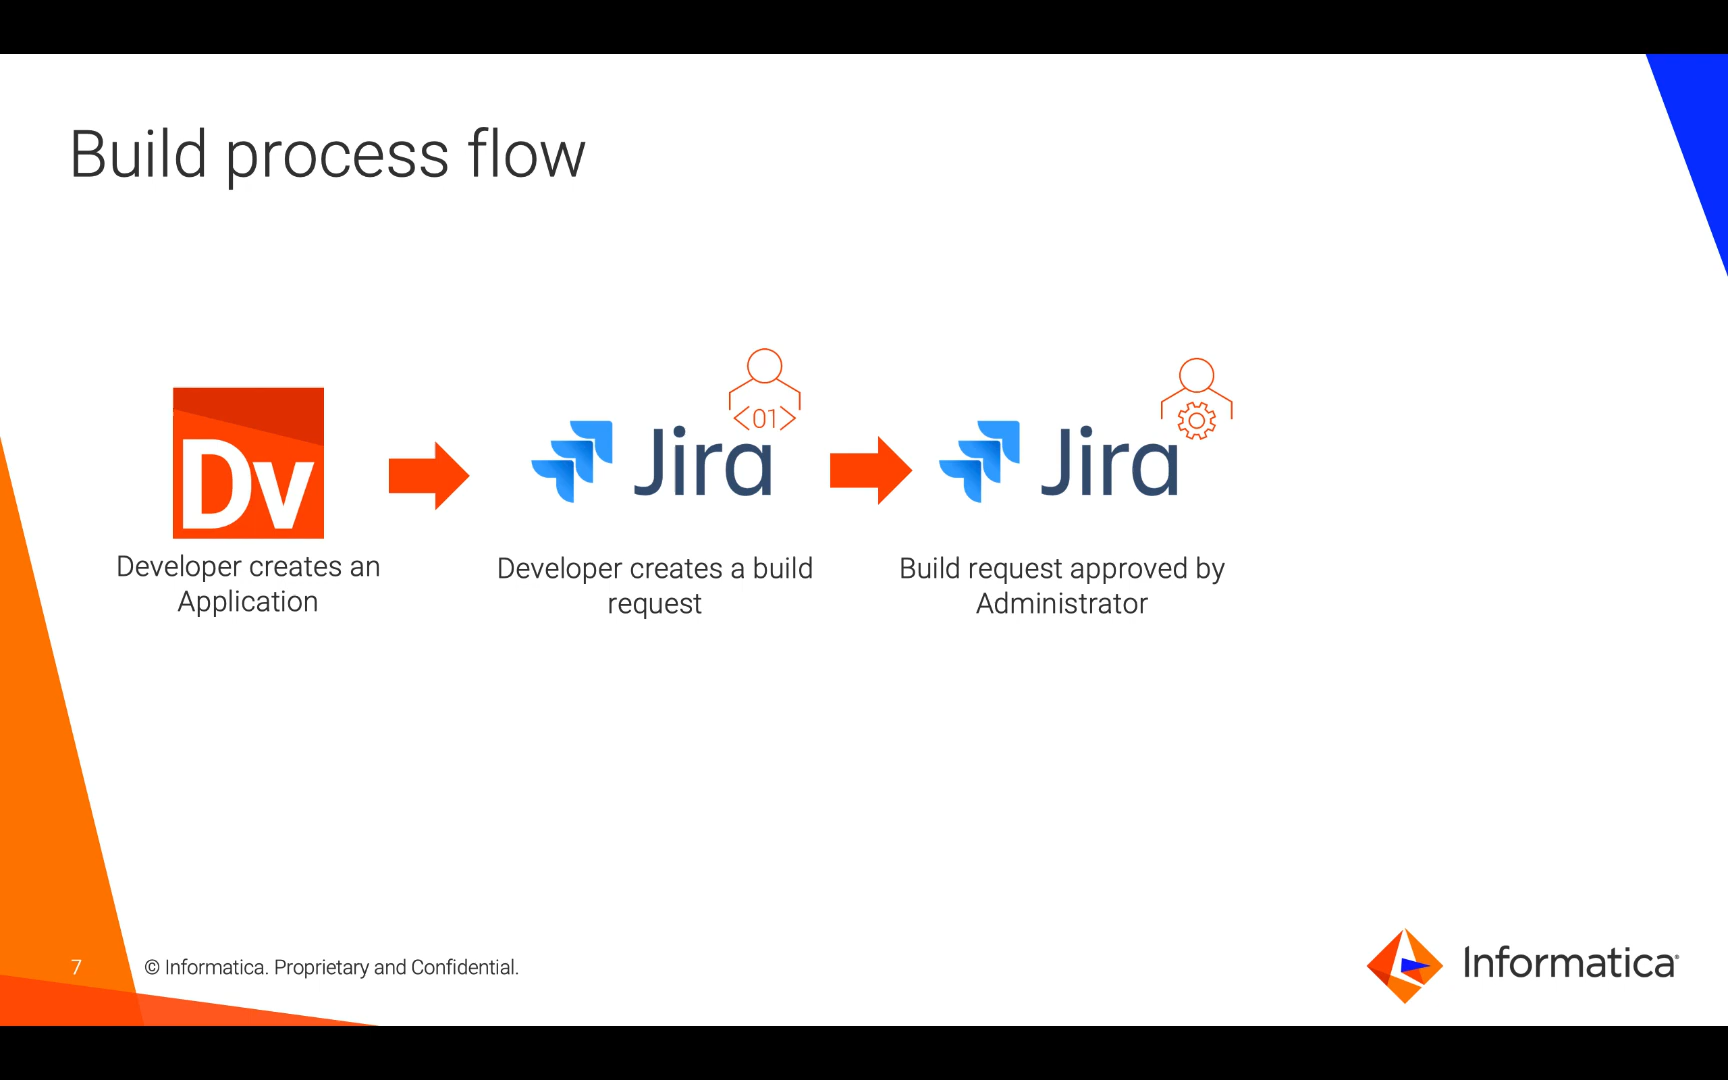 Build process flow
Dv
Developer creates an
Application
<01>
Jira
Developer creates a build
request
Jira
Build request approved by
Administrator
7
© Informatica. Proprietary and Confidential.
Informatica